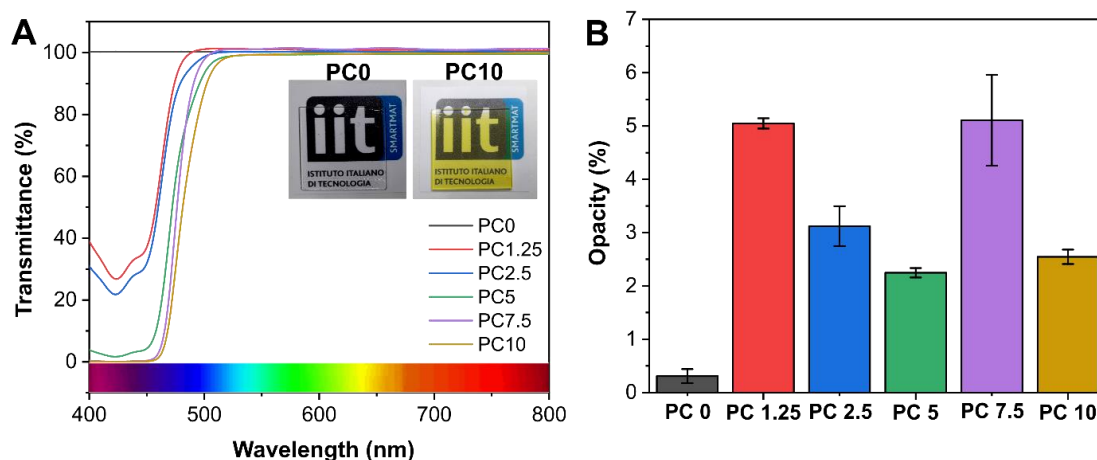 A
Transmittance (%)
100
80
60
40
20
0
400
500
600
700
800
Wavelength (nm)
PC0
PC10
iit
SMARTMAT
ISTITUTO ITALIANO
DI TECNOLOGIA
iit
SMARTMAT
ISTITUTO ITALIANO
DI TECNOLOGIA
PC0
PC1.25
PC2.5
PC5
PC7.5
PC10
B
Opacity (%)
7
6
5
4
3
2
1
0
PC 0
PC 1.25
PC 2.5
PC 5
PC 7.5
PC 10